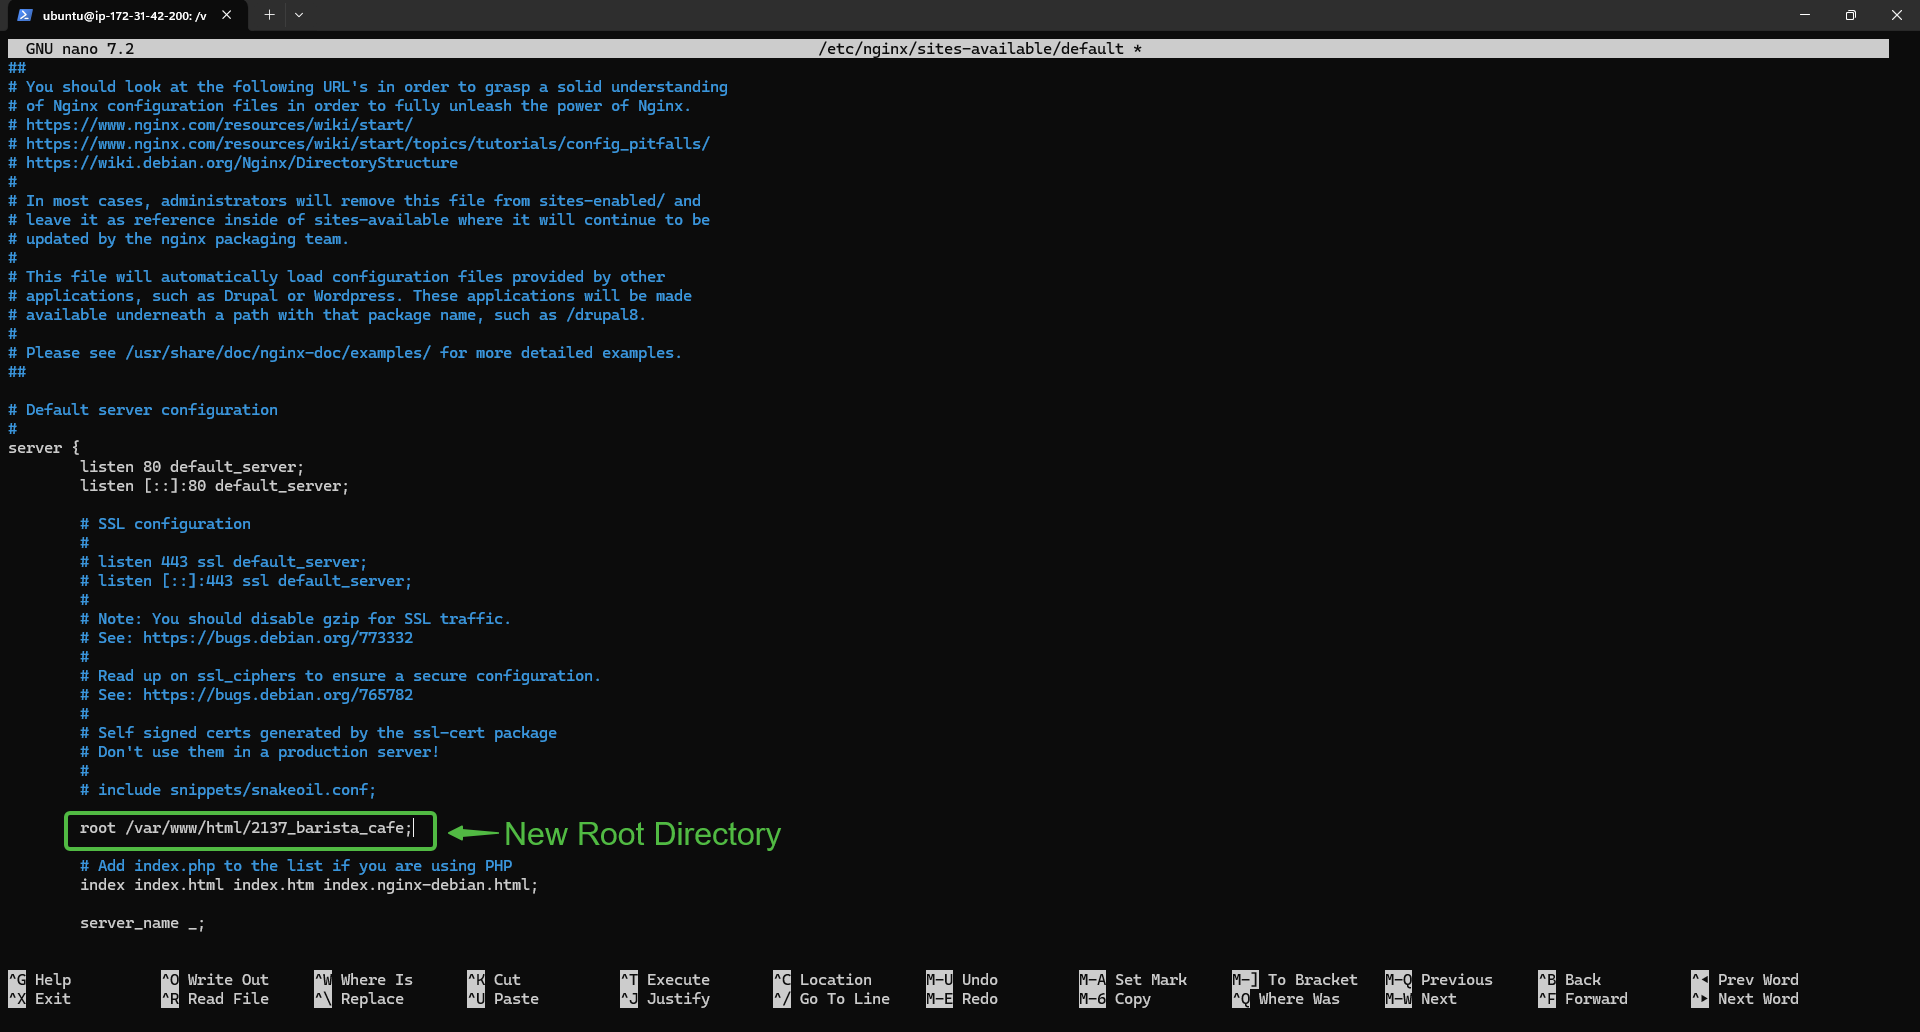 ubuntu@ip-172-31-42-200: /v
GNU nano 7.2 /etc/nginx/sites-available/default *
##
# You should look at the following URL's in order to grasp a solid understanding
# of Nginx configuration files in order to fully unleash the power of Nginx.
# https://www.nginx.com/resources/wiki/start/
# https://www.nginx.com/resources/wiki/start/topics/tutorials/config_pitfalls/
# https://wiki.debian.org/Nginx/DirectoryStructure
#
# In most cases, administrators will remove this file from sites-enabled/ and
# leave it as reference inside of sites-available where it will continue to be
# updated by the nginx packaging team.
#
# This file will automatically load configuration files provided by other
# applications, such as Drupal or Wordpress. These applications will be made
# available underneath a path with that package name, such as /drupal8.
#
# Please see /usr/share/doc/nginx-doc/examples/ for more detailed examples.
##
# Default server configuration
#
server {
listen 80 default_server;
listen [::]:80 default_server;
# SSL configuration
#
# listen 443 ssl default_server;
# listen [::]:443 ssl default_server;
#
# Note: You should disable gzip for SSL traffic.
# See: https://bugs.debian.org/773332
#
# Read up on ssl_ciphers to ensure a secure configuration.
# See: https://bugs.debian.org/765782
#
# Self signed certs generated by the ssl-cert package
# Don't use them in a production server!
#
# include snippets/snakeoil.conf;
root /var/www/html/2137_barista_cafe; New Root Directory
# Add index.php to the list if you are using PHP
index index.html index.htm index.nginx-debian.html;
server_name _;
^G Help ^O Write Out ^W Where Is ^K Cut ^T Execute ^C Location M-U Undo M-A Set Mark M-] To Bracket M-Q Previous ^B Back ^◂ Prev Word
^X Exit ^R Read File ^\ Replace ^U Paste ^J Justify ^/ Go To Line M-E Redo M-6 Copy ^Q Where Was M-W Next ^F Forward ^▸ Next Word